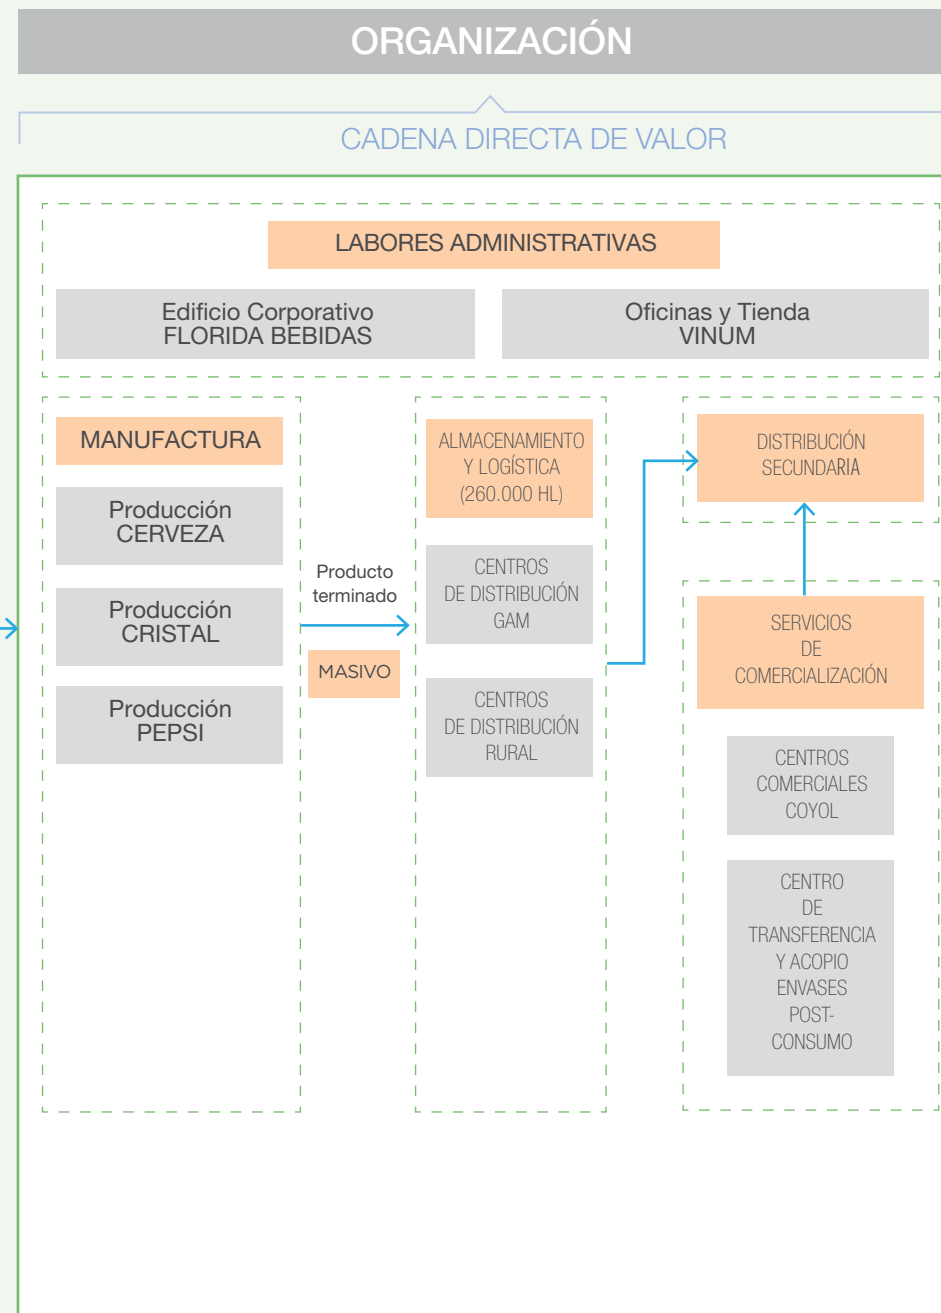 ORGANIZACIÓN
CADENA DIRECTA DE VALOR
LABORES ADMINISTRATIVAS
Edificio Corporativo
FLORIDA BEBIDAS
Oficinas y Tienda
VINUM
MANUFACTURA
Producción
CERVEZA
Producción
CRISTAL
Producción
PEPSI
Producto
terminado
MASIVO
ALMACENAMIENTO
Y LOGÍSTICA
(260.000 HL)
CENTROS
DE DISTRIBUCIÓN
GAM
CENTROS
DE DISTRIBUCIÓN
RURAL
DISTRIBUCIÓN
SECUNDARIA
SERVICIOS
DE
COMERCIALIZACIÓN
CENTROS
COMERCIALES
COYOL
CENTRO
DE
TRANSFERENCIA
Y ACOPIO
ENVASES
POST-
CONSUMO